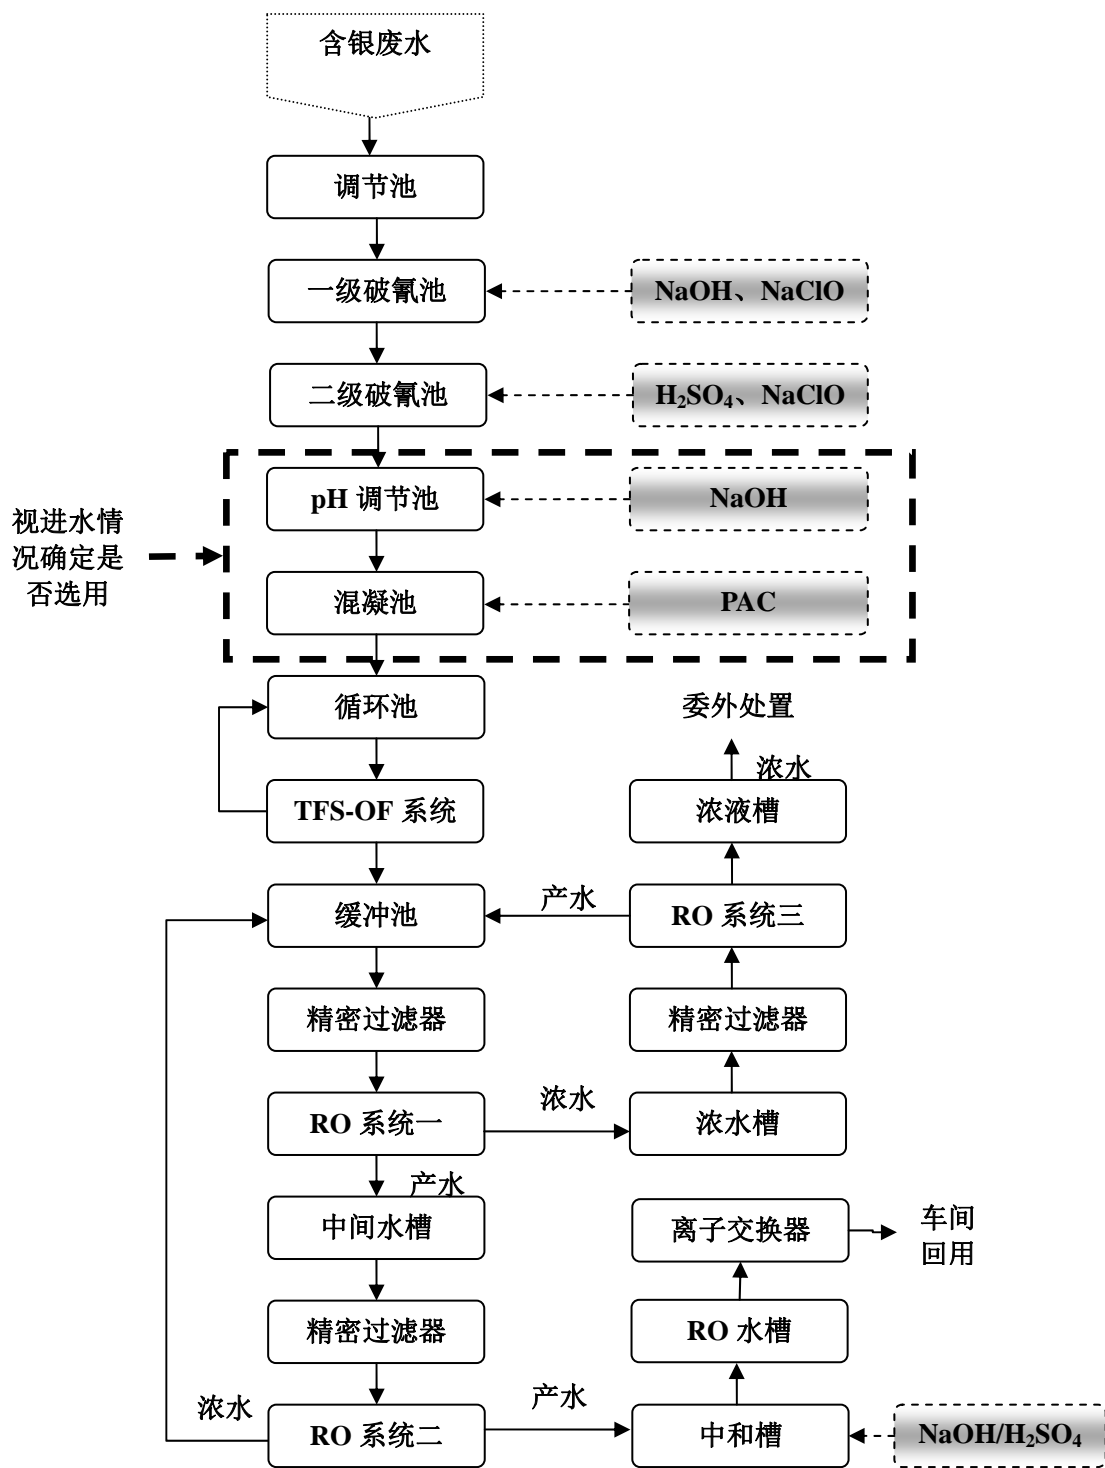 含银废水
调节池
一级破氰池
NaOH、NaClO
二级破氰池
H₂SO₄、NaClO
视进水情
况确定是
否选用
pH 调节池
NaOH
混凝池
PAC
循环池
委外处置
浓水
TFS-OF 系统
浓液槽
缓冲池
产水
RO 系统三
精密过滤器
精密过滤器
RO 系统一
浓水
浓水槽
产水
中间水槽
离子交换器
车间
回用
精密过滤器
RO 水槽
浓水
RO 系统二
产水
中和槽
NaOH/H₂SO₄